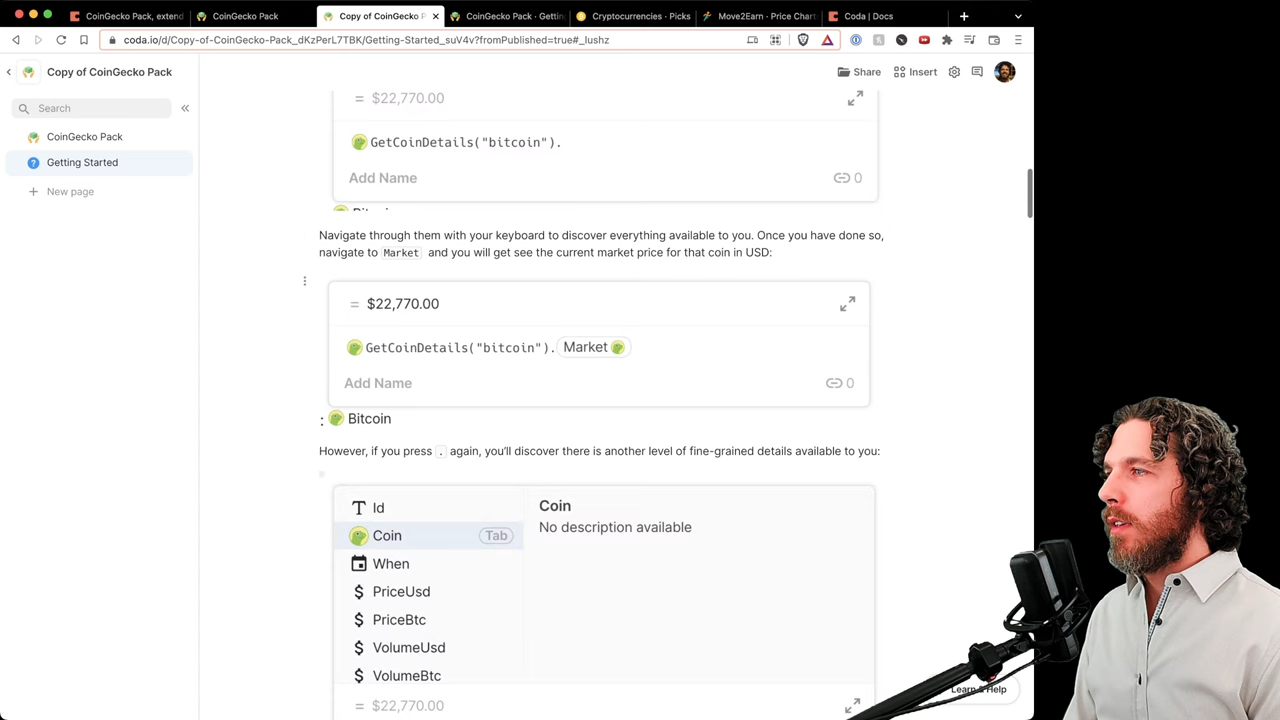 CoinGecko Pack, extend
CoinGecko Pack
Copy of CoinGecko P
CoinGecko Pack · Gettin
Cryptocurrencies · Picks
Move2Earn · Price Chart
Coda | Docs
coda.io/d/Copy-of-CoinGecko-Pack_dKzPerL7TBK/Getting-Started_suV4v?fromPublished=true#_lushz
Copy of CoinGecko Pack
Share
Insert
Search
CoinGecko Pack
Getting Started
New page
= $22,770.00
GetCoinDetails("bitcoin").
Add Name
0
Navigate through them with your keyboard to discover everything available to you. Once you have done so,
navigate to Market and you will get see the current market price for that coin in USD:
= $22,770.00
GetCoinDetails("bitcoin"). Market
Add Name
0
: Bitcoin
However, if you press . again, you'll discover there is another level of fine-grained details available to you:
Id
Coin
Tab
When
PriceUsd
PriceBtc
VolumeUsd
VolumeBtc
Coin
No description available
= $22,770.00
Learn & Help